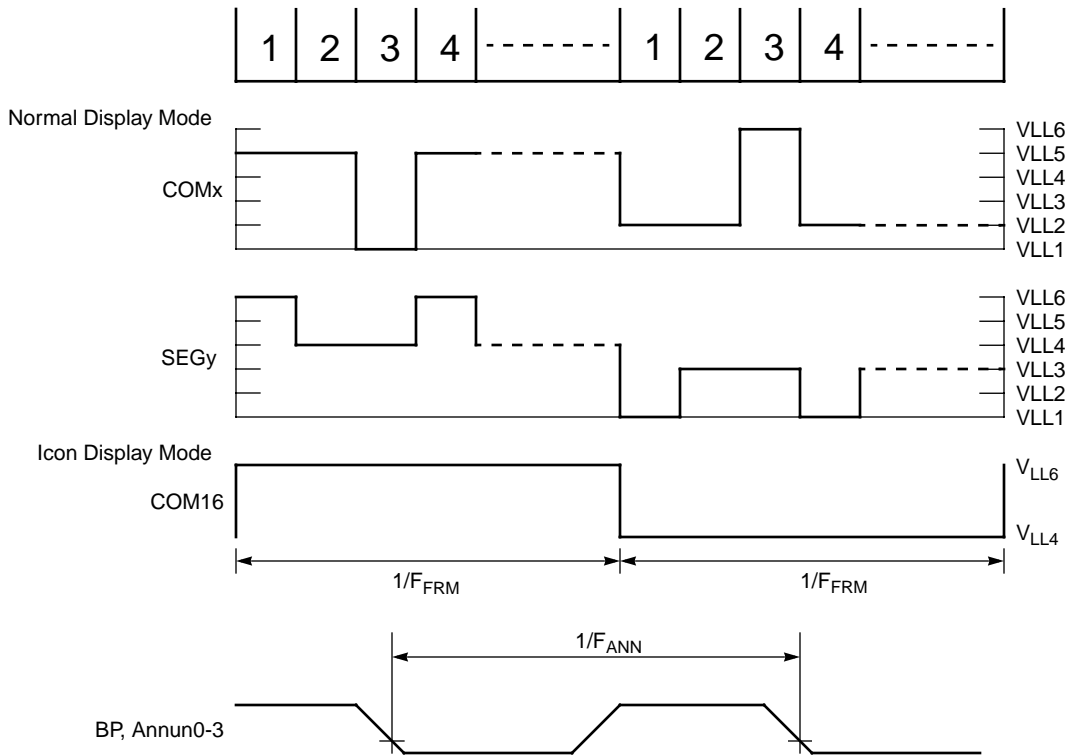 1 2 3 4 1 2 3 4
Normal Display Mode
COMx
VLL6
VLL5
VLL4
VLL3
VLL2
VLL1
SEGy
VLL6
VLL5
VLL4
VLL3
VLL2
VLL1
Icon Display Mode
COM16
VLL6
VLL4
1/FFRM 1/FFRM
1/FANN
BP, Annun0-3